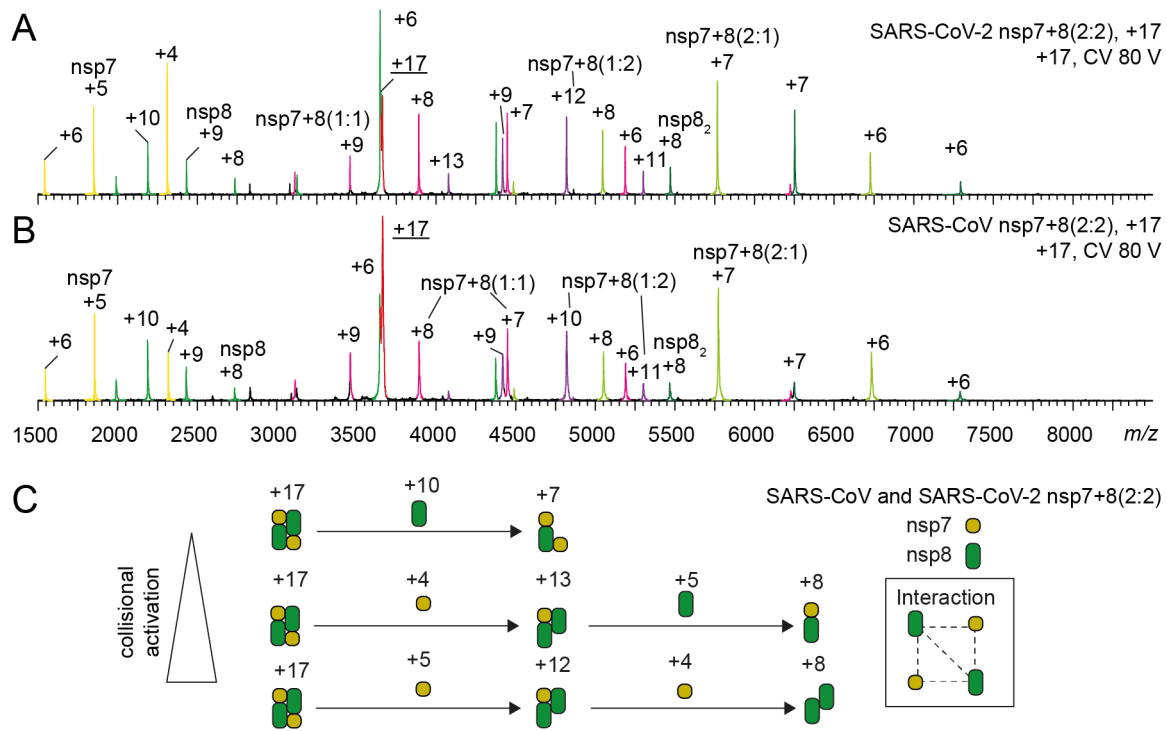 A
SARS-CoV-2 nsp7+8(2:2), +17
+17, CV 80 V
+6
nsp7
+5
+10
+4
nsp8
+9
+8
nsp7+8(1:1)
+9
+6
+17
+8
+13
+9
+7
nsp7+8(1:2)
+12
+8
+6
+11
nsp8₂
+8
nsp7+8(2:1)
+7
+7
+6
+6
B
SARS-CoV nsp7+8(2:2), +17
+17, CV 80 V
+6
nsp7
+5
+10
+4
+9
nsp8
+8
+9
+6
+17
nsp7+8(1:1)
+8
+9
+7
nsp7+8(1:2)
+10
+8
+6
+11
nsp8₂
+8
nsp7+8(2:1)
+7
+7
+6
+6
1500 2000 2500 3000 3500 4000 4500 5000 5500 6000 6500 7000 7500 8000 m/z
C
SARS-CoV and SARS-CoV-2 nsp7+8(2:2)
nsp7
nsp8
Interaction
collisional
activation
+17 +10 +7
+17 +4 +13 +5 +8
+17 +5 +12 +4 +8